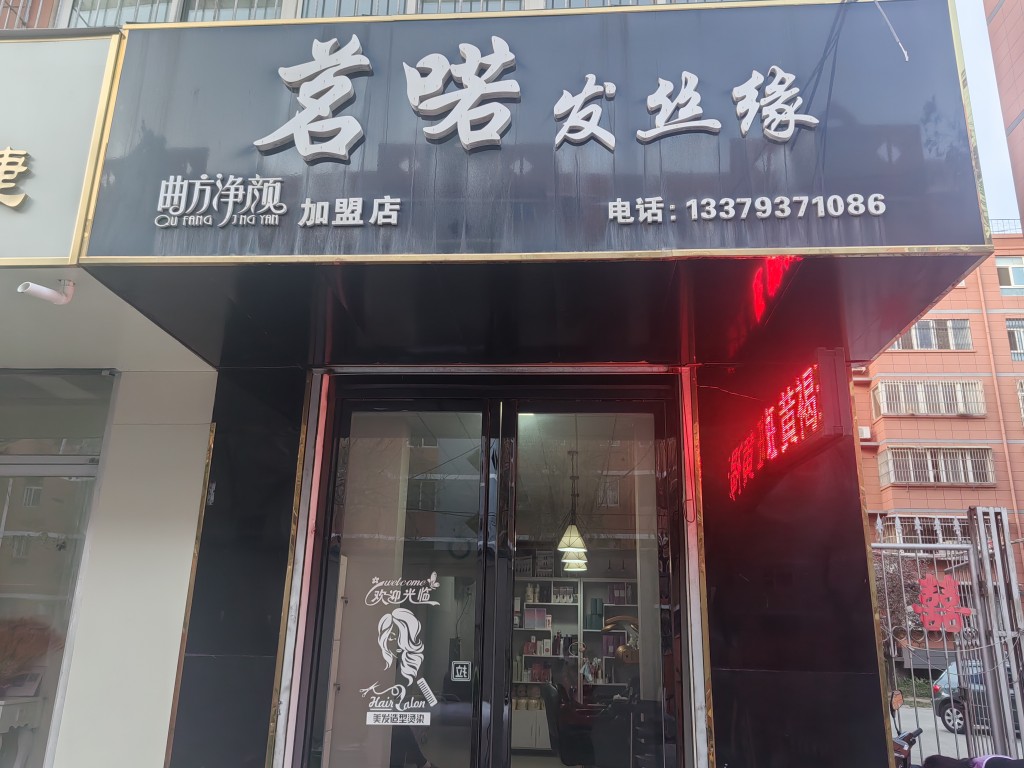 茗喏发丝缘
曲方净颜
QU FANG JING YAN
加盟店
电话：13379371086
welcome
欢迎光临
Hair Salon
美发造型烫染
囍